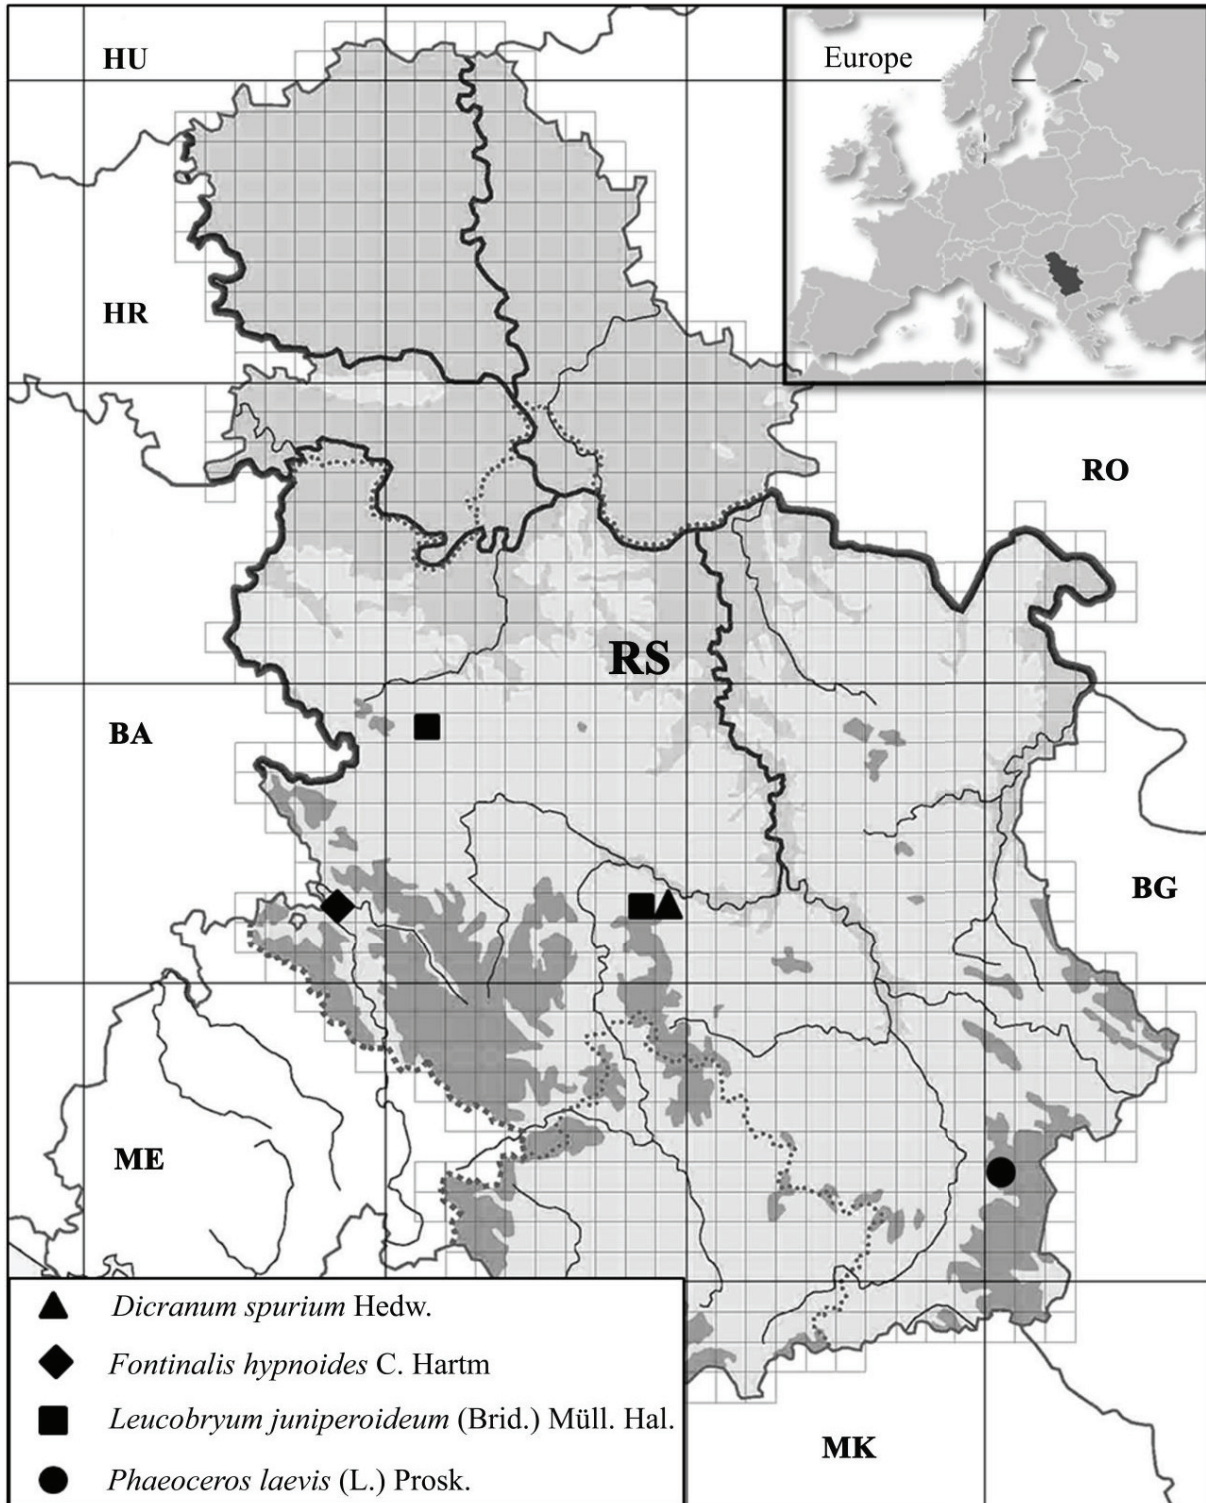 HU
Europe
HR
RO
RS
BA
BG
ME
Dicranum spurium Hedw.
Fontinalis hypnoides C. Hartm
Leucobryum juniperoideum (Brid.) Müll. Hal.
Phaeoceros laevis (L.) Prosk.
MK